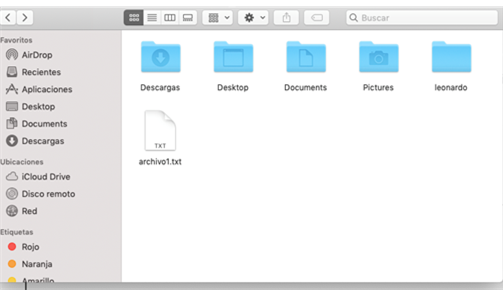 Buscar
Favoritos
AirDrop
Recientes
Aplicaciones
Desktop
Documents
Descargas
Ubicaciones
iCloud Drive
Disco remoto
Red
Etiquetas
Rojo
Naranja
Amarillo
Descargas Desktop Documents Pictures leonardo
TXT
archivo1.txt